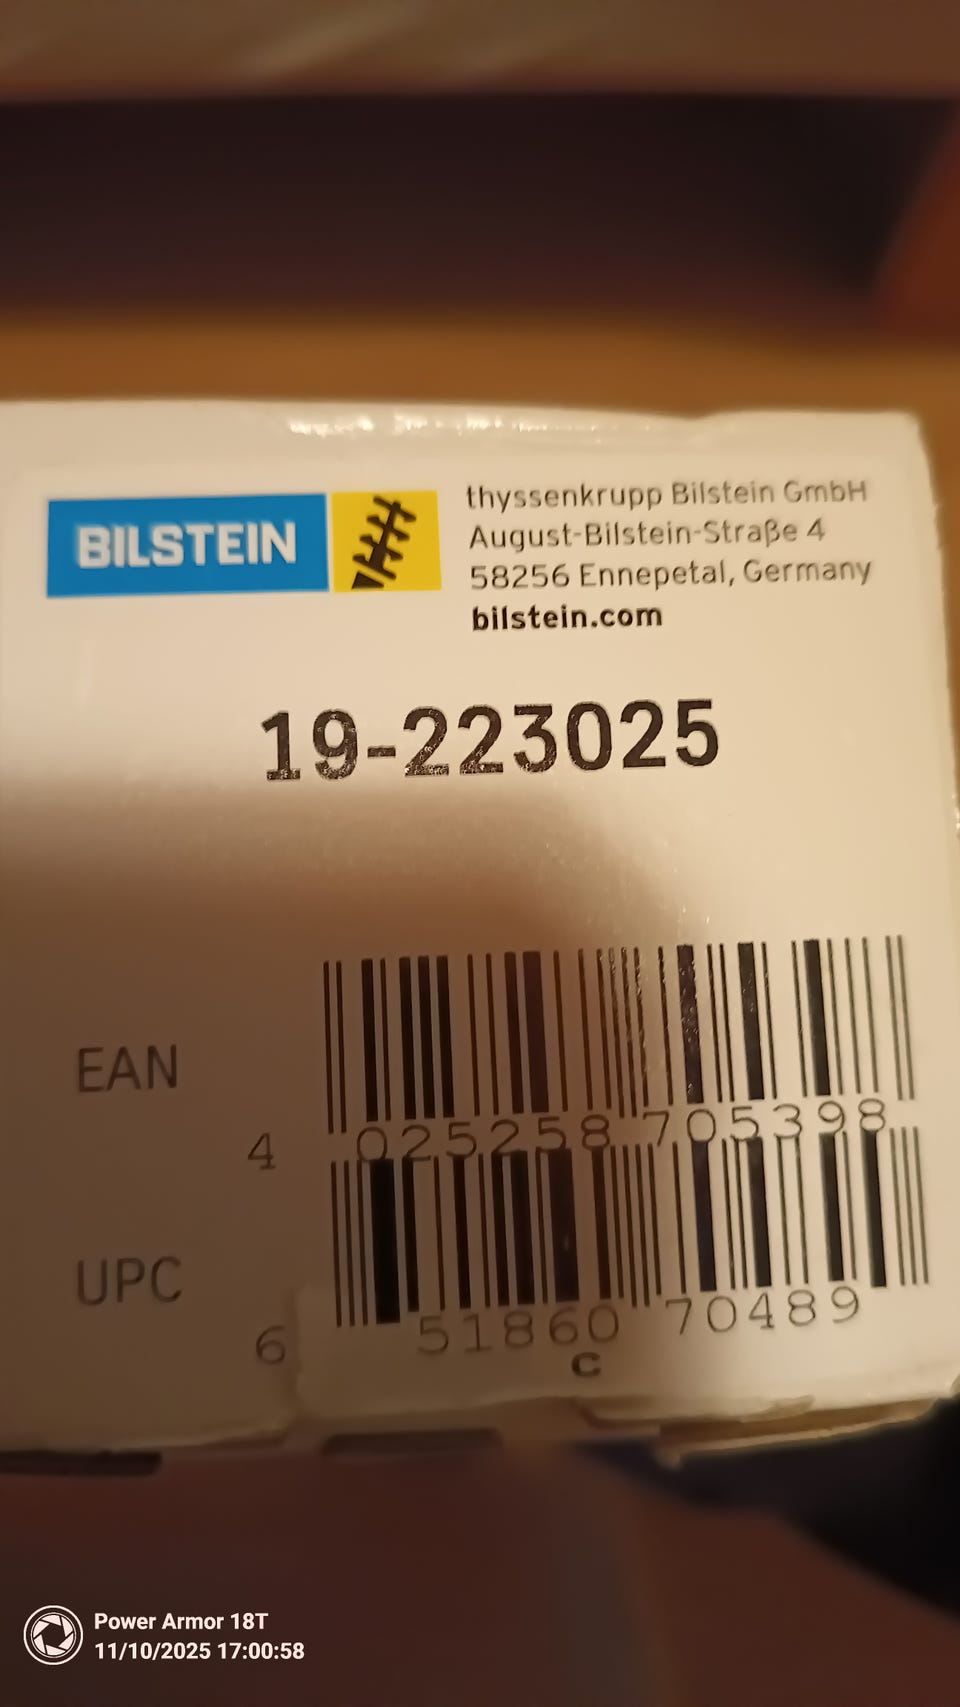 BILSTEIN
thyssenkrupp Bilstein GmbH
August-Bilstein-Straße 4
58256 Ennepetal, Germany
bilstein.com
19-223025
EAN
4 025258 705398
UPC
6 51860 70489
C
Power Armor 18T
11/10/2025 17:00:58